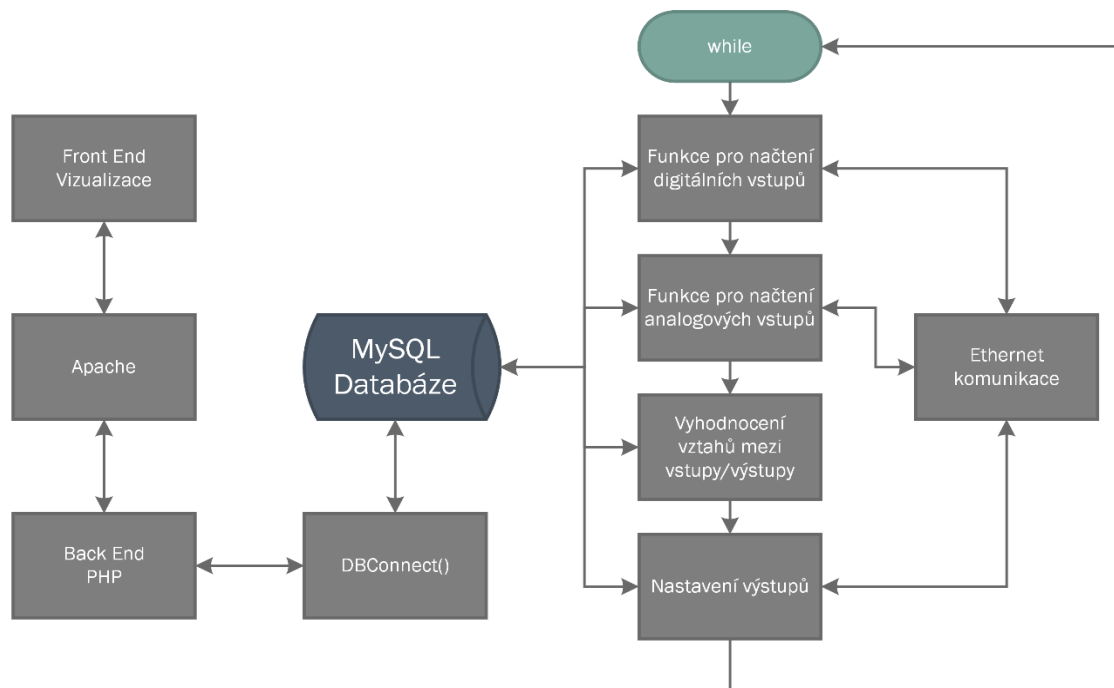 while
Front End
Vizualizace
Funkce pro načtení
digitálních vstupů
Funkce pro načtení
analogových vstupů
MySQL
Databáze
Apache
Ethernet
komunikace
Vyhodnocení
vztahů mezi
vstupy/výstupy
Back End
PHP
DBConnect()
Nastavení výstupů